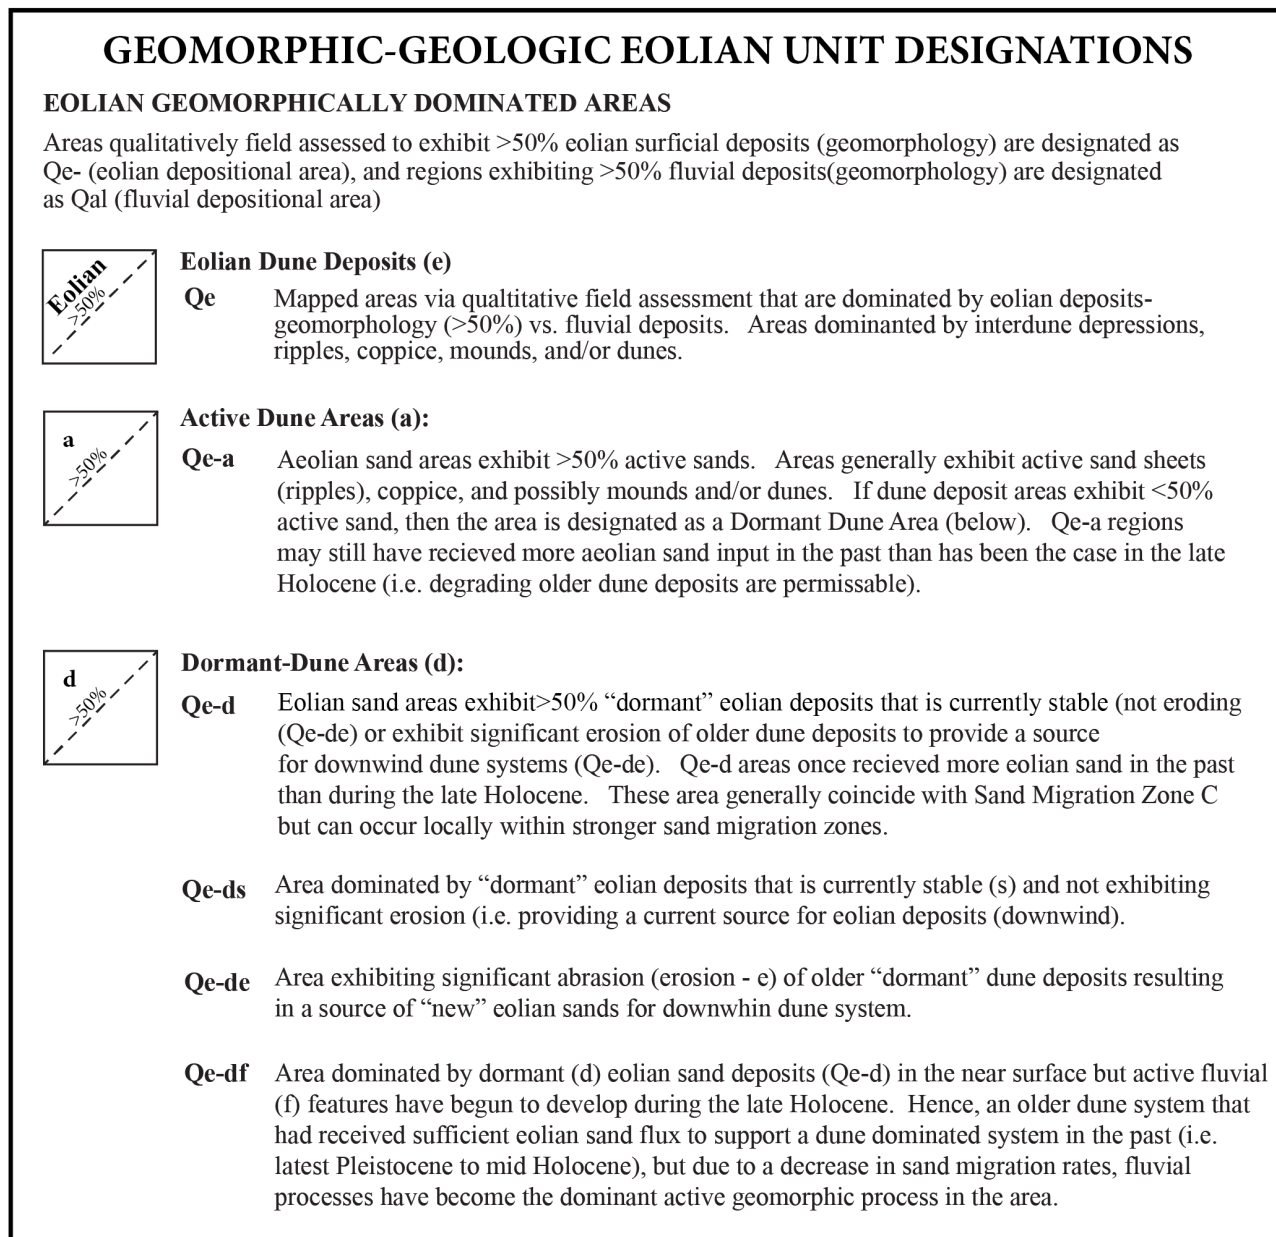 GEOMORPHIC-GEOLOGIC EOLIAN UNIT DESIGNATIONS
EOLIAN GEOMORPHICALLY DOMINATED AREAS
Areas qualitatively field assessed to exhibit >50% eolian surficial deposits (geomorphology) are designated as
Qe- (eolian depositional area), and regions exhibiting >50% fluvial deposits(geomorphology) are designated
as Qal (fluvial depositional area)
Eolian
>50%
Eolian Dune Deposits (e)
Qe Mapped areas via qualtitative field assessment that are dominated by eolian deposits-
geomorphology (>50%) vs. fluvial deposits. Areas dominanted by interdune depressions,
ripples, coppice, mounds, and/or dunes.
a
>50%
Active Dune Areas (a):
Qe-a Aeolian sand areas exhibit >50% active sands. Areas generally exhibit active sand sheets
(ripples), coppice, and possibly mounds and/or dunes. If dune deposit areas exhibit <50%
active sand, then the area is designated as a Dormant Dune Area (below). Qe-a regions
may still have recieved more aeolian sand input in the past than has been the case in the late
Holocene (i.e. degrading older dune deposits are permissable).
d
>50%
Dormant-Dune Areas (d):
Qe-d Eolian sand areas exhibit>50% “dormant” eolian deposits that is currently stable (not eroding
(Qe-de) or exhibit significant erosion of older dune deposits to provide a source
for downwind dune systems (Qe-de). Qe-d areas once recieved more eolian sand in the past
than during the late Holocene. These area generally coincide with Sand Migration Zone C
but can occur locally within stronger sand migration zones.
Qe-ds Area dominated by “dormant” eolian deposits that is currently stable (s) and not exhibiting
significant erosion (i.e. providing a current source for eolian deposits (downwind).
Qe-de Area exhibiting significant abrasion (erosion - e) of older “dormant” dune deposits resulting
in a source of “new” eolian sands for downwhin dune system.
Qe-df Area dominated by dormant (d) eolian sand deposits (Qe-d) in the near surface but active fluvial
(f) features have begun to develop during the late Holocene. Hence, an older dune system that
had received sufficient eolian sand flux to support a dune dominated system in the past (i.e.
latest Pleistocene to mid Holocene), but due to a decrease in sand migration rates, fluvial
processes have become the dominant active geomorphic process in the area.